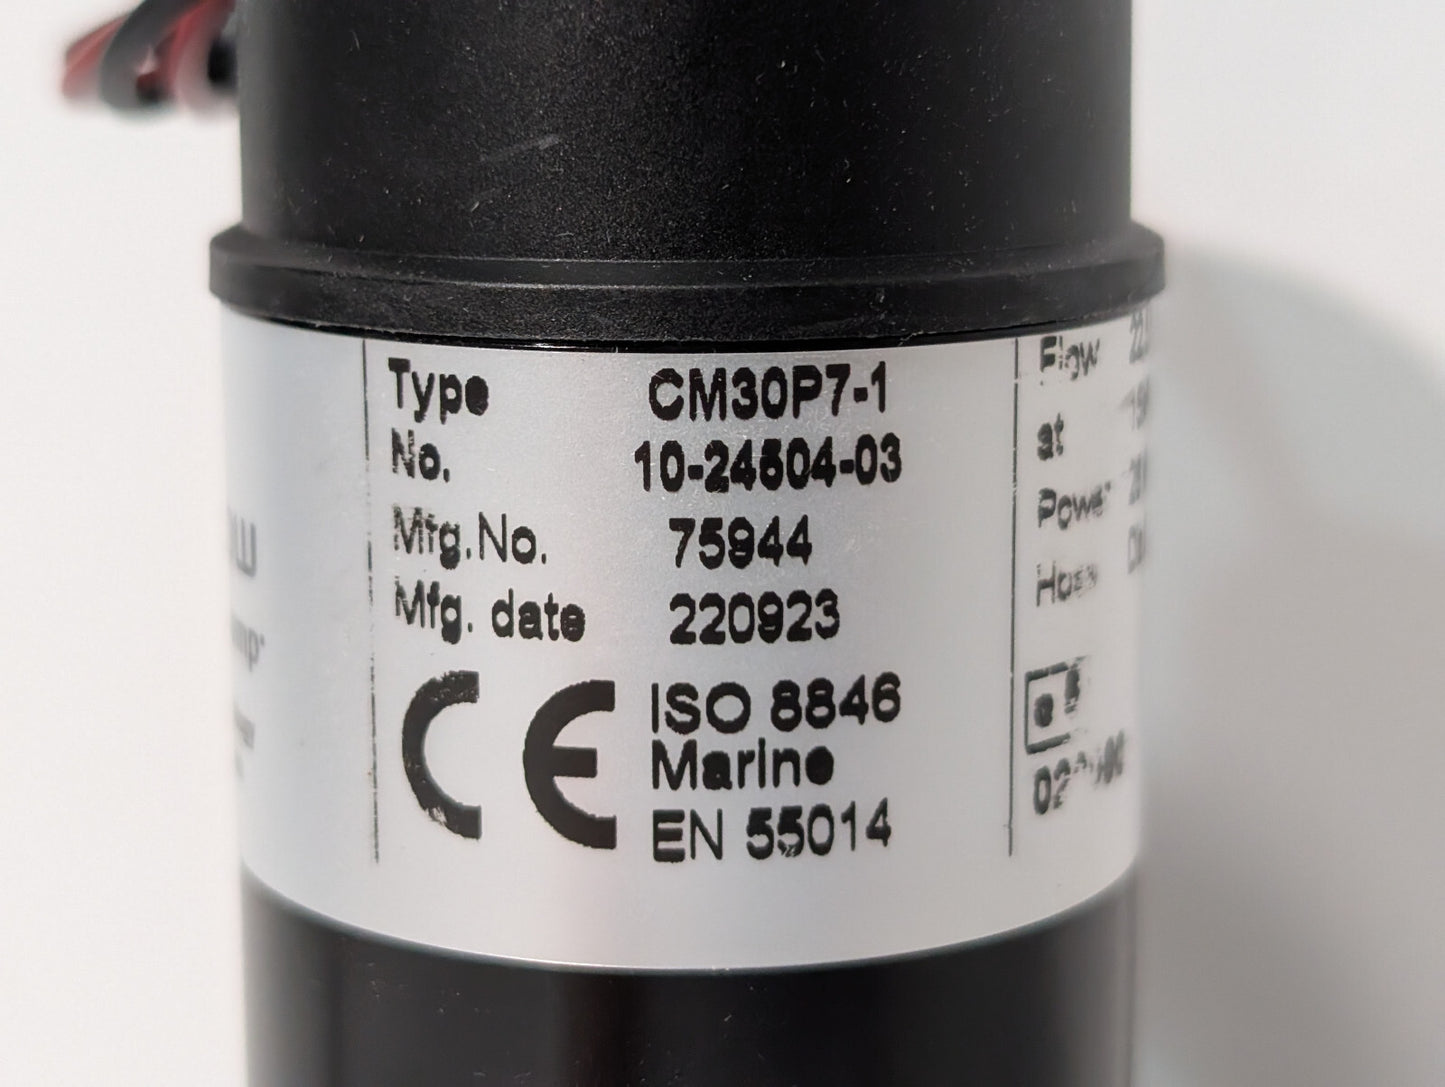 Type CM30P7-1
No. 10-24504-03
Mfg.No. 75944
Mfg. date 220923
CE ISO 8846
Marine
EN 55014
Flow
at
Power
Hose
e